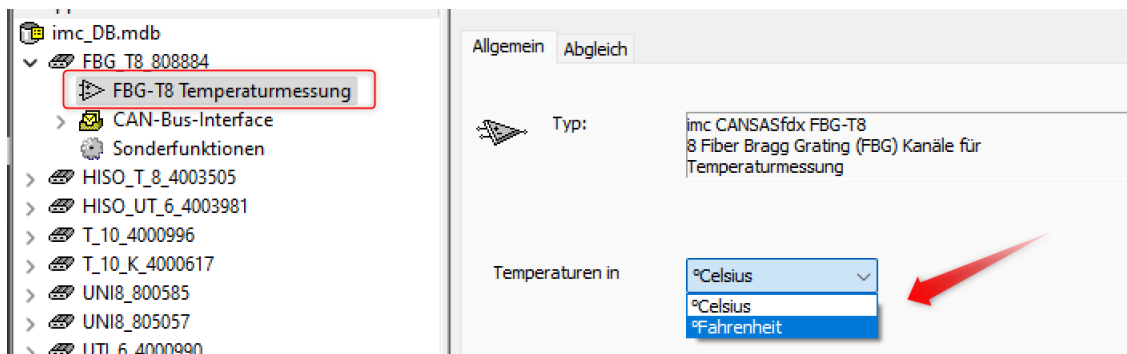 imc_DB.mdb
FBG_T8_808884
FBG-T8 Temperaturmessung
CAN-Bus-Interface
Sonderfunktionen
HISO_T_8_4003505
HISO_UT_6_4003981
T_10_4000996
T_10_K_4000617
UNI8_800585
UNI8_805057
UTI_6_4000990
Allgemein Abgleich
Typ:
imc CANSASfdx FBG-T8
8 Fiber Bragg Grating (FBG) Kanäle für
Temperaturmessung
Temperaturen in
°Celsius
°Celsius
°Fahrenheit